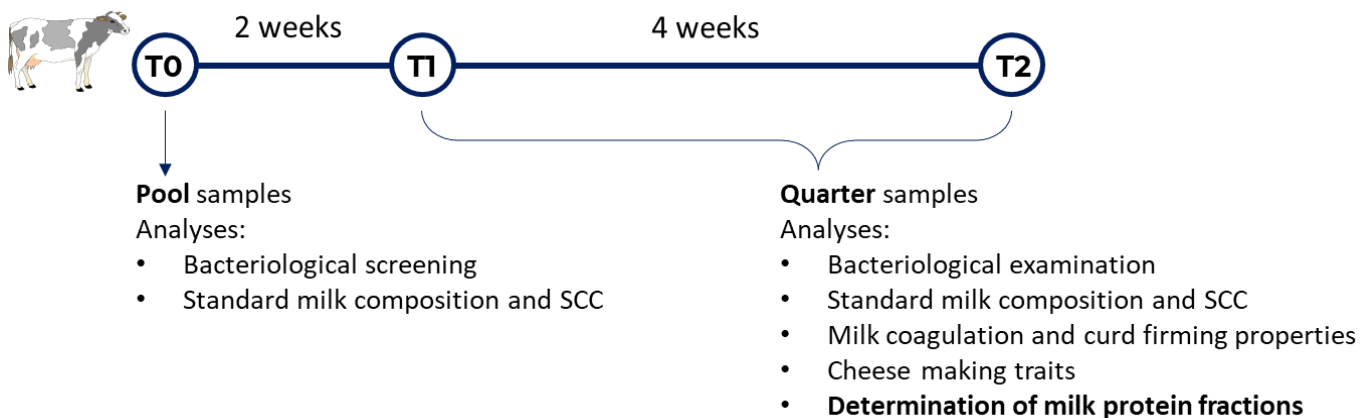 2 weeks
4 weeks
T0
T1
T2
Pool samples
Analyses:
• Bacteriological screening
• Standard milk composition and SCC
Quarter samples
Analyses:
• Bacteriological examination
• Standard milk composition and SCC
• Milk coagulation and curd firming properties
• Cheese making traits
• Determination of milk protein fractions